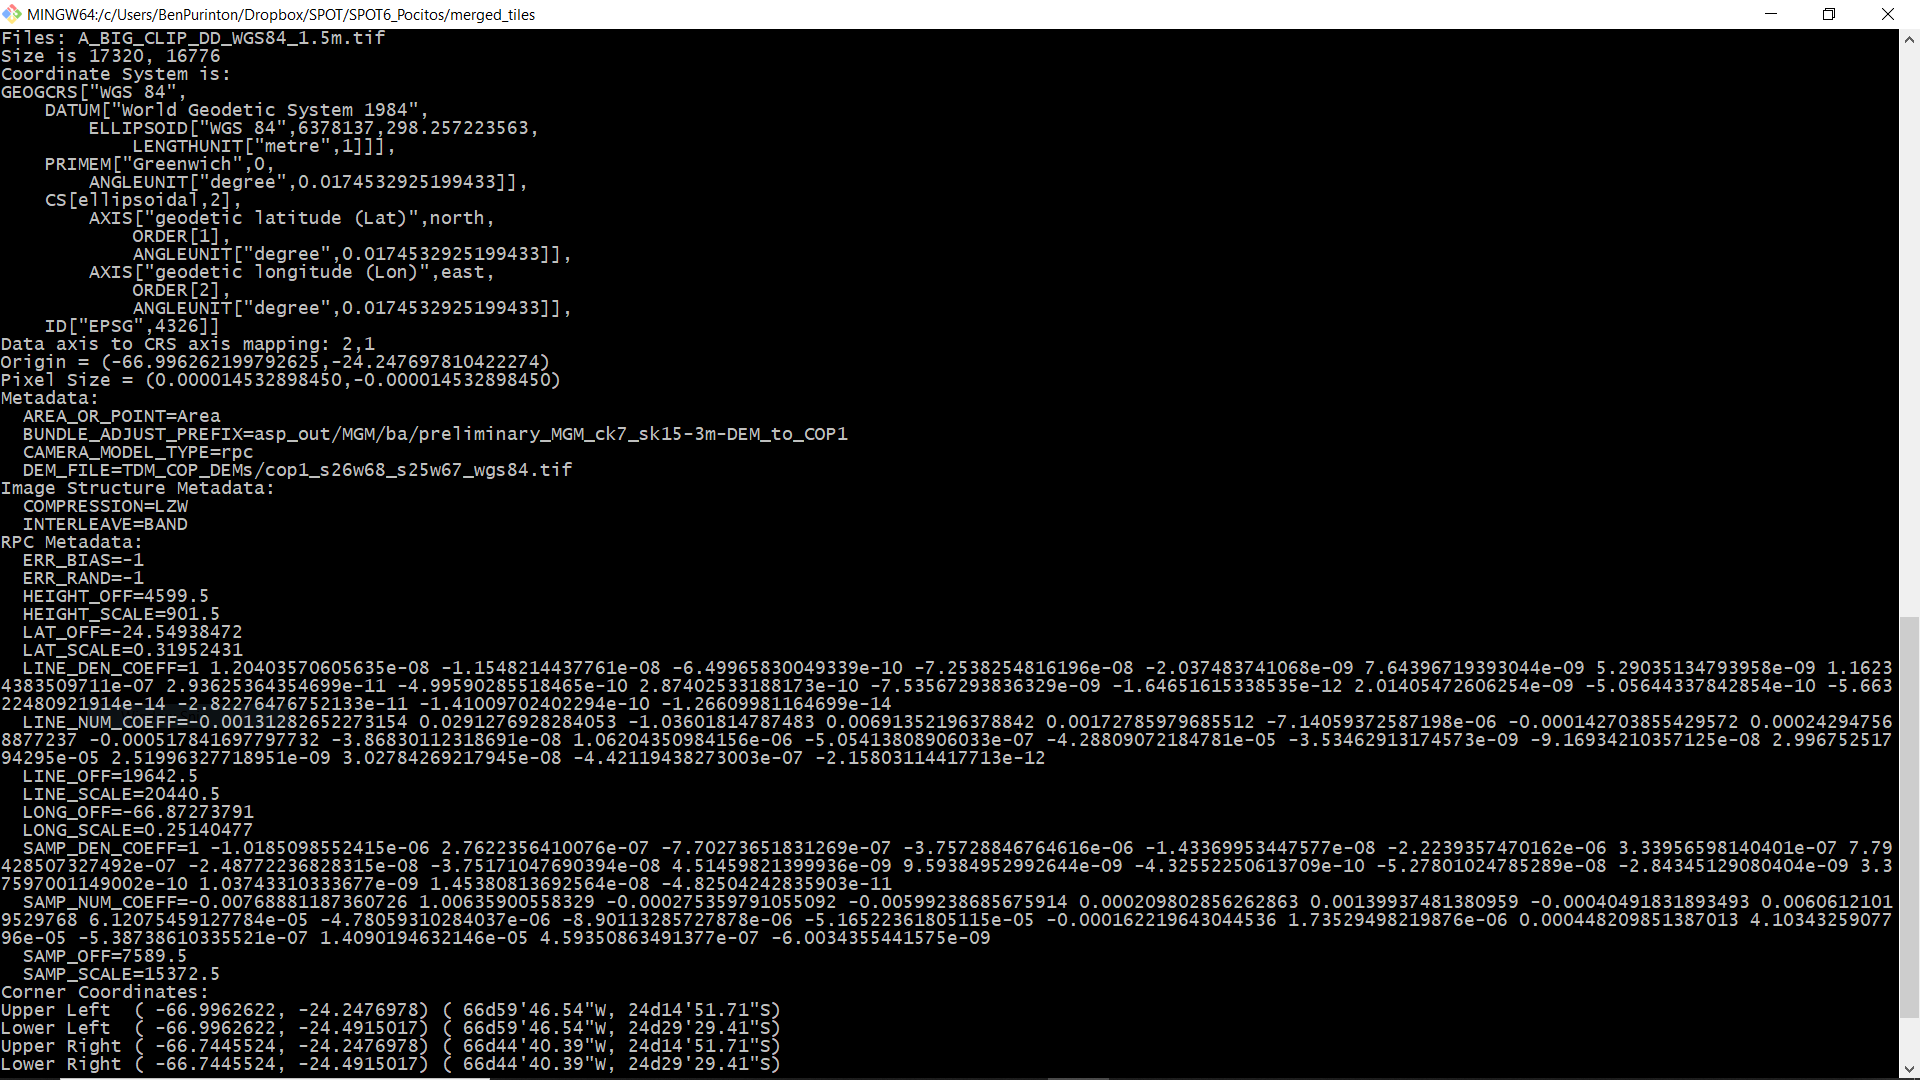 MINGW64:/c/Users/BenPurinton/Dropbox/SPOT/SPOT6_Pocitos/merged_tiles
Files: A_BIG_CLIP_DD_WGS84_1.5m.tif
Size is 17320, 16776
Coordinate System is:
GEOGCRS["WGS 84",
    DATUM["World Geodetic System 1984",
        ELLIPSOID["WGS 84",6378137,298.257223563,
            LENGTHUNIT["metre",1]]],
    PRIMEM["Greenwich",0,
        ANGLEUNIT["degree",0.0174532925199433]],
    CS[ellipsoidal,2],
        AXIS["geodetic latitude (Lat)",north,
            ORDER[1],
            ANGLEUNIT["degree",0.0174532925199433]],
        AXIS["geodetic longitude (Lon)",east,
            ORDER[2],
            ANGLEUNIT["degree",0.0174532925199433]],
    ID["EPSG",4326]]
Data axis to CRS axis mapping: 2,1
Origin = (-66.996262199792625,-24.247697810422274)
Pixel Size = (0.000014532898450,-0.000014532898450)
Metadata:
  AREA_OR_POINT=Area
  BUNDLE_ADJUST_PREFIX=asp_out/MGM/ba/preliminary_MGM_ck7_sk15-3m-DEM_to_COP1
  CAMERA_MODEL_TYPE=rpc
  DEM_FILE=TDM_COP_DEMs/cop1_s26w68_s25w67_wgs84.tif
Image Structure Metadata:
  COMPRESSION=LZW
  INTERLEAVE=BAND
RPC Metadata:
  ERR_BIAS=-1
  ERR_RAND=-1
  HEIGHT_OFF=4599.5
  HEIGHT_SCALE=901.5
  LAT_OFF=-24.54938472
  LAT_SCALE=0.31952431
  LINE_DEN_COEFF=1 1.20403570605635e-08 -1.1548214437761e-08 -6.49965830049339e-10 -7.2538254816196e-08 -2.037483741068e-09 7.64396719393044e-09 5.29035134793958e-09 1.1623
4383509711e-07 2.93625364354699e-11 -4.99590285518465e-10 2.87402533188173e-10 -7.53567293836329e-09 -1.64651615338535e-12 2.01405472606254e-09 -5.05644337842854e-10 -5.663
22480921914e-14 -2.82276476752133e-11 -1.41009702402294e-10 -1.26609981164699e-14
  LINE_NUM_COEFF=-0.00131282652273154 0.0291276928284053 -1.03601814787483 0.00691352196378842 0.00172785979685512 -7.14059372587198e-06 -0.000142703855429572 0.00024294756
8877237 -0.000517841697797732 -3.86830112318691e-08 1.06204350984156e-06 -5.05413808906033e-07 -4.28809072184781e-05 -3.53462913174573e-09 -9.16934210357125e-08 2.996752517
94295e-05 2.51996327718951e-09 3.02784269217945e-08 -4.42119438273003e-07 -2.15803114417713e-12
  LINE_OFF=19642.5
  LINE_SCALE=20440.5
  LONG_OFF=-66.87273791
  LONG_SCALE=0.25140477
  SAMP_DEN_COEFF=1 -1.0185098552415e-06 2.7622356410076e-07 -7.70273651831269e-07 -3.75728846764616e-06 -1.43369953447577e-08 -2.2239357470162e-06 3.33956598140401e-07 7.79
428507327492e-07 -2.48772236828315e-08 -3.75171047690394e-08 4.51459821399936e-09 9.59384952992644e-09 -4.32552250613709e-10 -5.27801024785289e-08 -2.84345129080404e-09 3.3
7597001149002e-10 1.03743310333677e-09 1.45380813692564e-08 -4.82504242835903e-11
  SAMP_NUM_COEFF=-0.00768881187360726 1.00635900558329 -0.000275359791055092 -0.00599238685675914 0.000209802856262863 0.00139937481380959 -0.00040491831893493 0.0060612101
9529768 6.12075459127784e-05 -4.78059310284037e-06 -8.90113285727878e-06 -5.16522361805115e-05 -0.000162219643044536 1.73529498219876e-06 0.000448209851387013 4.10343259077
96e-05 -5.38738610335521e-07 1.4090194632146e-05 4.59350863491377e-07 -6.0034355441575e-09
  SAMP_OFF=7589.5
  SAMP_SCALE=15372.5
Corner Coordinates:
Upper Left  ( -66.9962622, -24.2476978) ( 66d59'46.54"W, 24d14'51.71"S)
Lower Left  ( -66.9962622, -24.4915017) ( 66d59'46.54"W, 24d29'29.41"S)
Upper Right ( -66.7445524, -24.2476978) ( 66d44'40.39"W, 24d14'51.71"S)
Lower Right ( -66.7445524, -24.4915017) ( 66d44'40.39"W, 24d29'29.41"S)